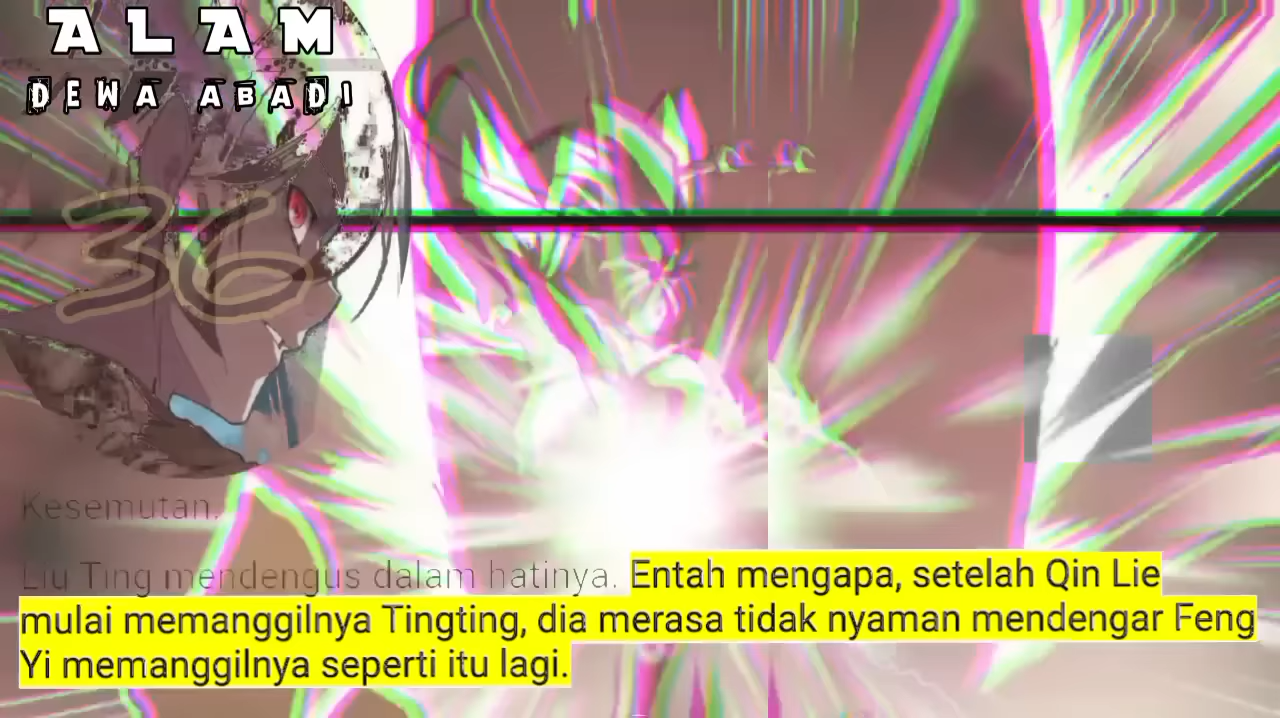 ALAM
DEWA ABADI
36
Kesemutan.
Liu Ting mendengus dalam hatinya. Entah mengapa, setelah Qin Lie
mulai memanggilnya Tingting, dia merasa tidak nyaman mendengar Feng
Yi memanggilnya seperti itu lagi.